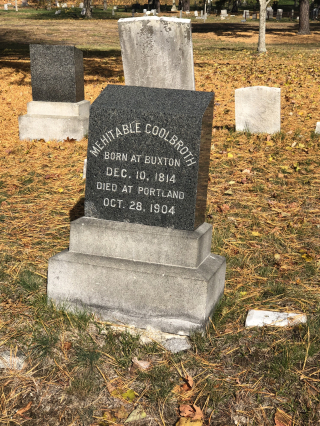 MEHITABLE COOLBROTH
BORN AT BUXTON
DEC. 10, 1814
DIED AT PORTLAND
OCT. 28, 1904